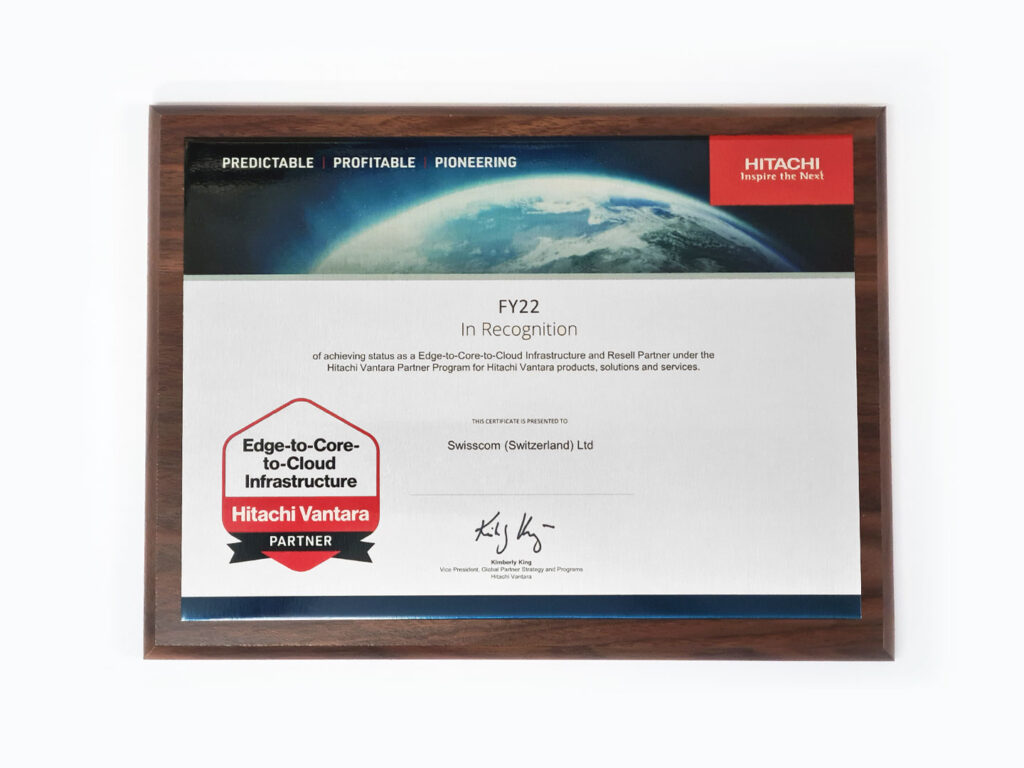 PREDICTABLE | PROFITABLE | PIONEERING
HITACHI
Inspire the Next
FY22
In Recognition
of achieving status as a Edge-to-Core-to-Cloud Infrastructure and Resell Partner under the
Hitachi Vantara Partner Program for Hitachi Vantara products, solutions and services.
THIS CERTIFICATE IS PRESENTED TO
Swisscom (Switzerland) Ltd
Edge-to-Core-
to-Cloud
Infrastructure
Hitachi Vantara
PARTNER
Kimberly King
Vice President, Global Partner Strategy and Programs
Hitachi Vantara